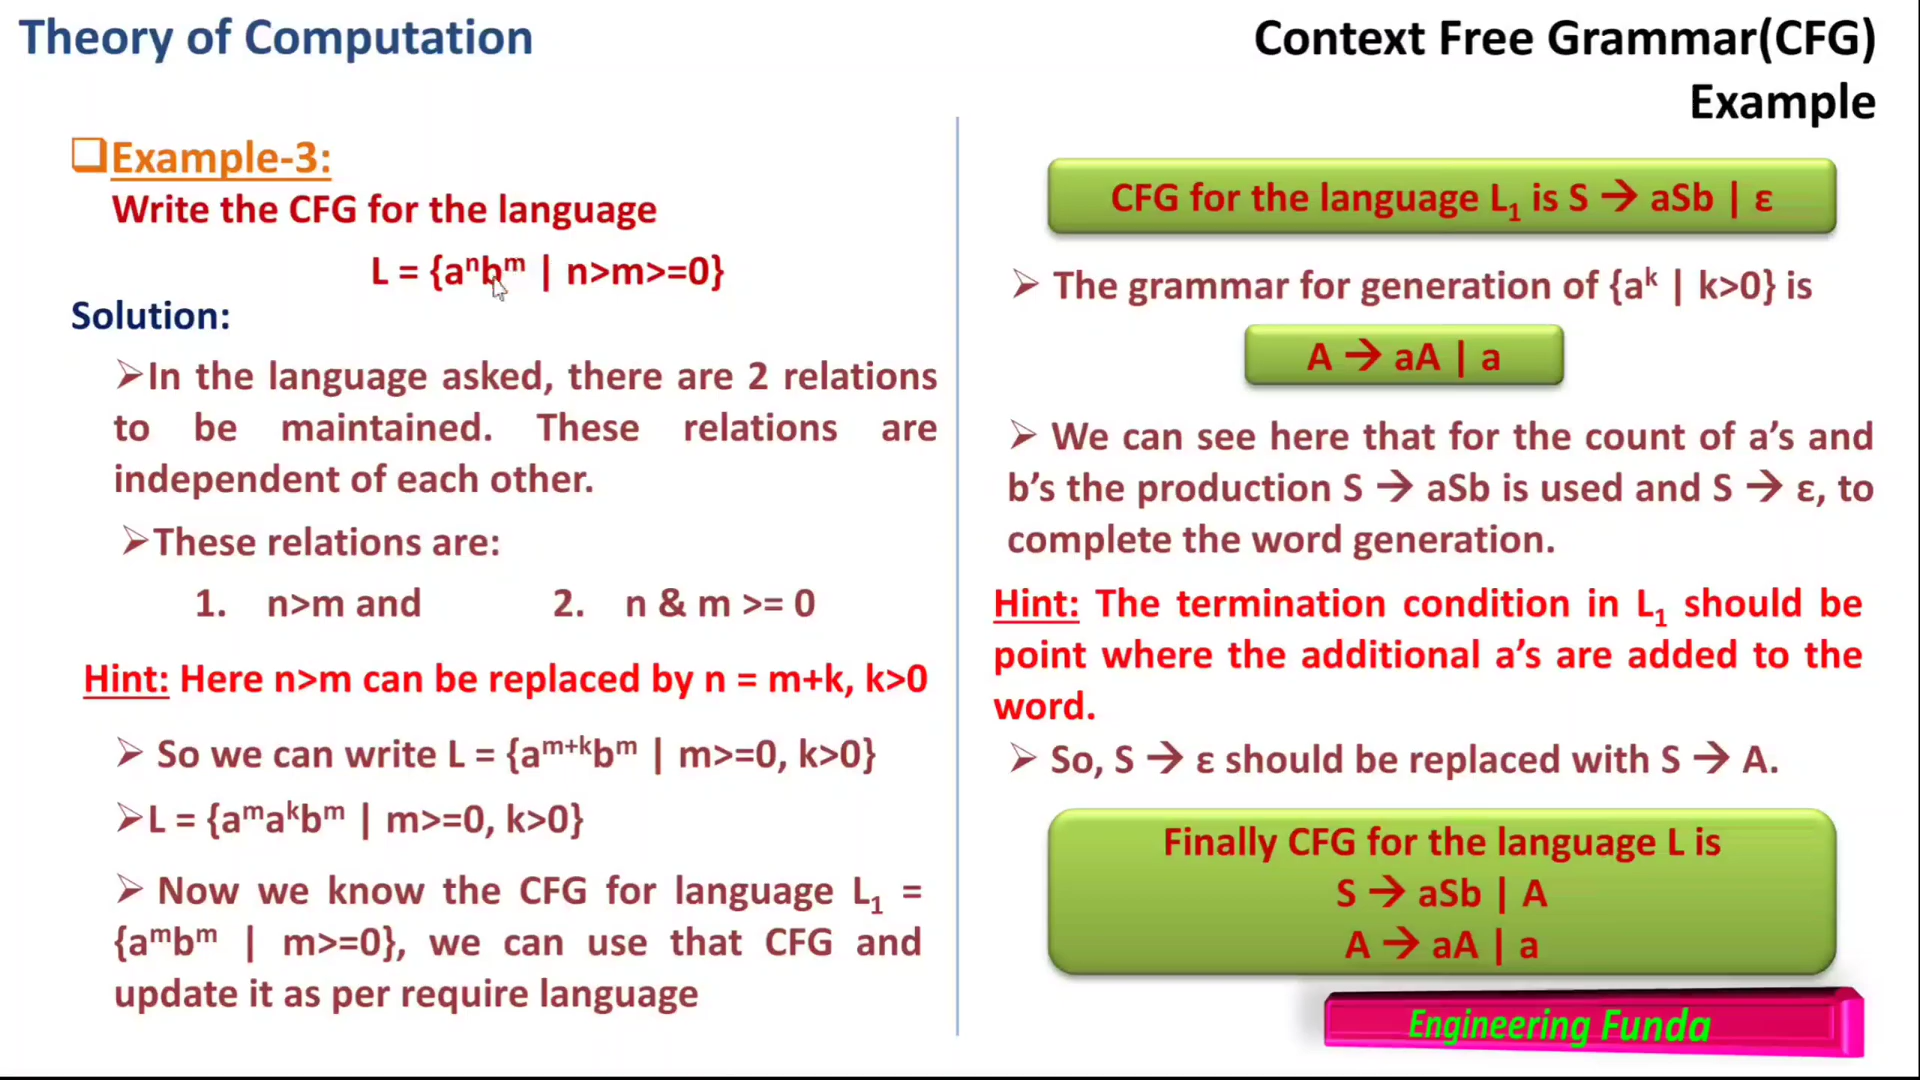 Theory of Computation
Context Free Grammar(CFG)
Example
❑Example-3:
Write the CFG for the language
L = {aⁿbᵐ | n>m>=0}
Solution:
➢In the language asked, there are 2 relations
to be maintained. These relations are
independent of each other.
➢These relations are:
1. n>m and 2. n & m >= 0
Hint: Here n>m can be replaced by n = m+k, k>0
➢ So we can write L = {aᵐ⁺ᵏbᵐ | m>=0, k>0}
➢L = {aᵐaᵏbᵐ | m>=0, k>0}
➢ Now we know the CFG for language L₁ =
{aᵐbᵐ | m>=0}, we can use that CFG and
update it as per require language
CFG for the language L₁ is S → aSb | ε
➢ The grammar for generation of {aᵏ | k>0} is
A → aA | a
➢ We can see here that for the count of a’s and
b’s the production S → aSb is used and S → ε, to
complete the word generation.
Hint: The termination condition in L₁ should be
point where the additional a’s are added to the
word.
➢ So, S → ε should be replaced with S → A.
Finally CFG for the language L is
S → aSb | A
A → aA | a
Engineering Funda